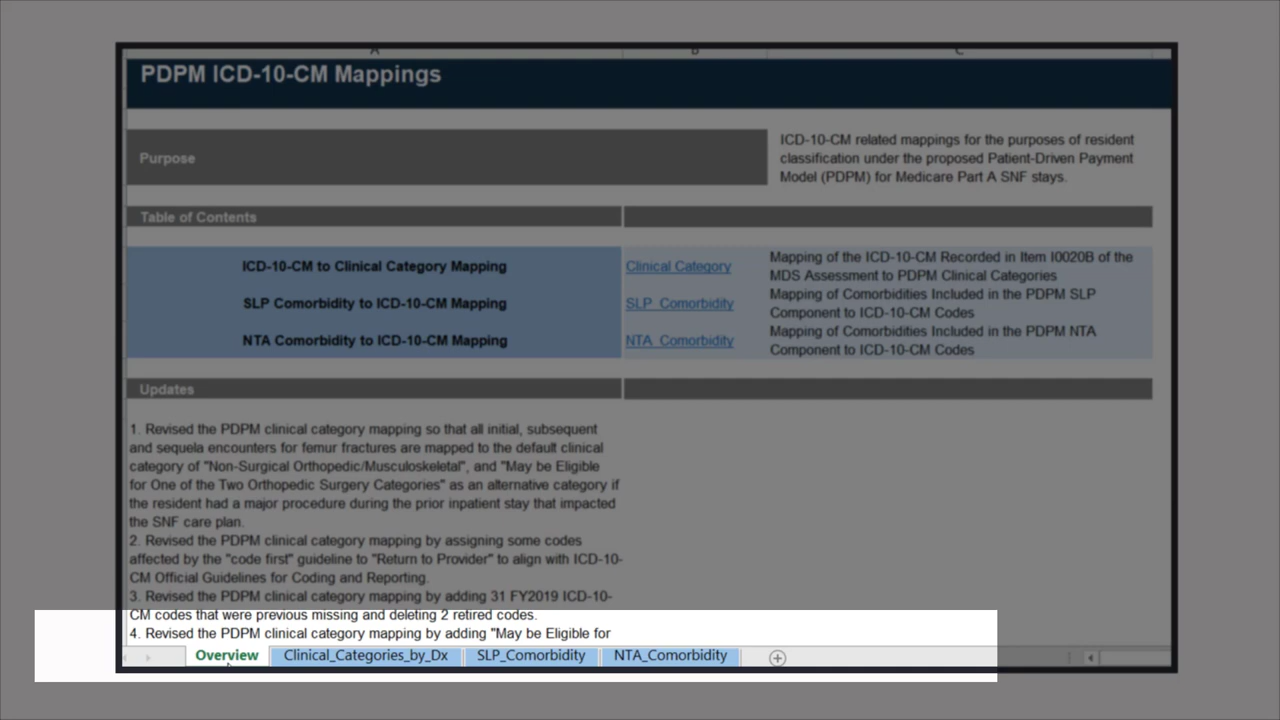 A B C
PDPM ICD-10-CM Mappings
Purpose
ICD-10-CM related mappings for the purposes of resident
classification under the proposed Patient-Driven Payment
Model (PDPM) for Medicare Part A SNF stays.
Table of Contents
ICD-10-CM to Clinical Category Mapping
Clinical Category
Mapping of the ICD-10-CM Recorded in Item I0020B of the
MDS Assessment to PDPM Clinical Categories
SLP Comorbidity to ICD-10-CM Mapping
SLP_Comorbidity
Mapping of Comorbidities Included in the PDPM SLP
Component to ICD-10-CM Codes
NTA Comorbidity to ICD-10-CM Mapping
NTA_Comorbidity
Mapping of Comorbidities Included in the PDPM NTA
Component to ICD-10-CM Codes
Updates
1. Revised the PDPM clinical category mapping so that all initial, subsequent
and sequela encounters for femur fractures are mapped to the default clinical
category of "Non-Surgical Orthopedic/Musculoskeletal", and "May be Eligible
for One of the Two Orthopedic Surgery Categories" as an alternative category if
the resident had a major procedure during the prior inpatient stay that impacted
the SNF care plan.
2. Revised the PDPM clinical category mapping by assigning some codes
affected by the "code first" guideline to "Return to Provider" to align with ICD-10-
CM Official Guidelines for Coding and Reporting.
3. Revised the PDPM clinical category mapping by adding 31 FY2019 ICD-10-
CM codes that were previous missing and deleting 2 retired codes.
4. Revised the PDPM clinical category mapping by adding "May be Eligible for
Overview Clinical_Categories_by_Dx SLP_Comorbidity NTA_Comorbidity